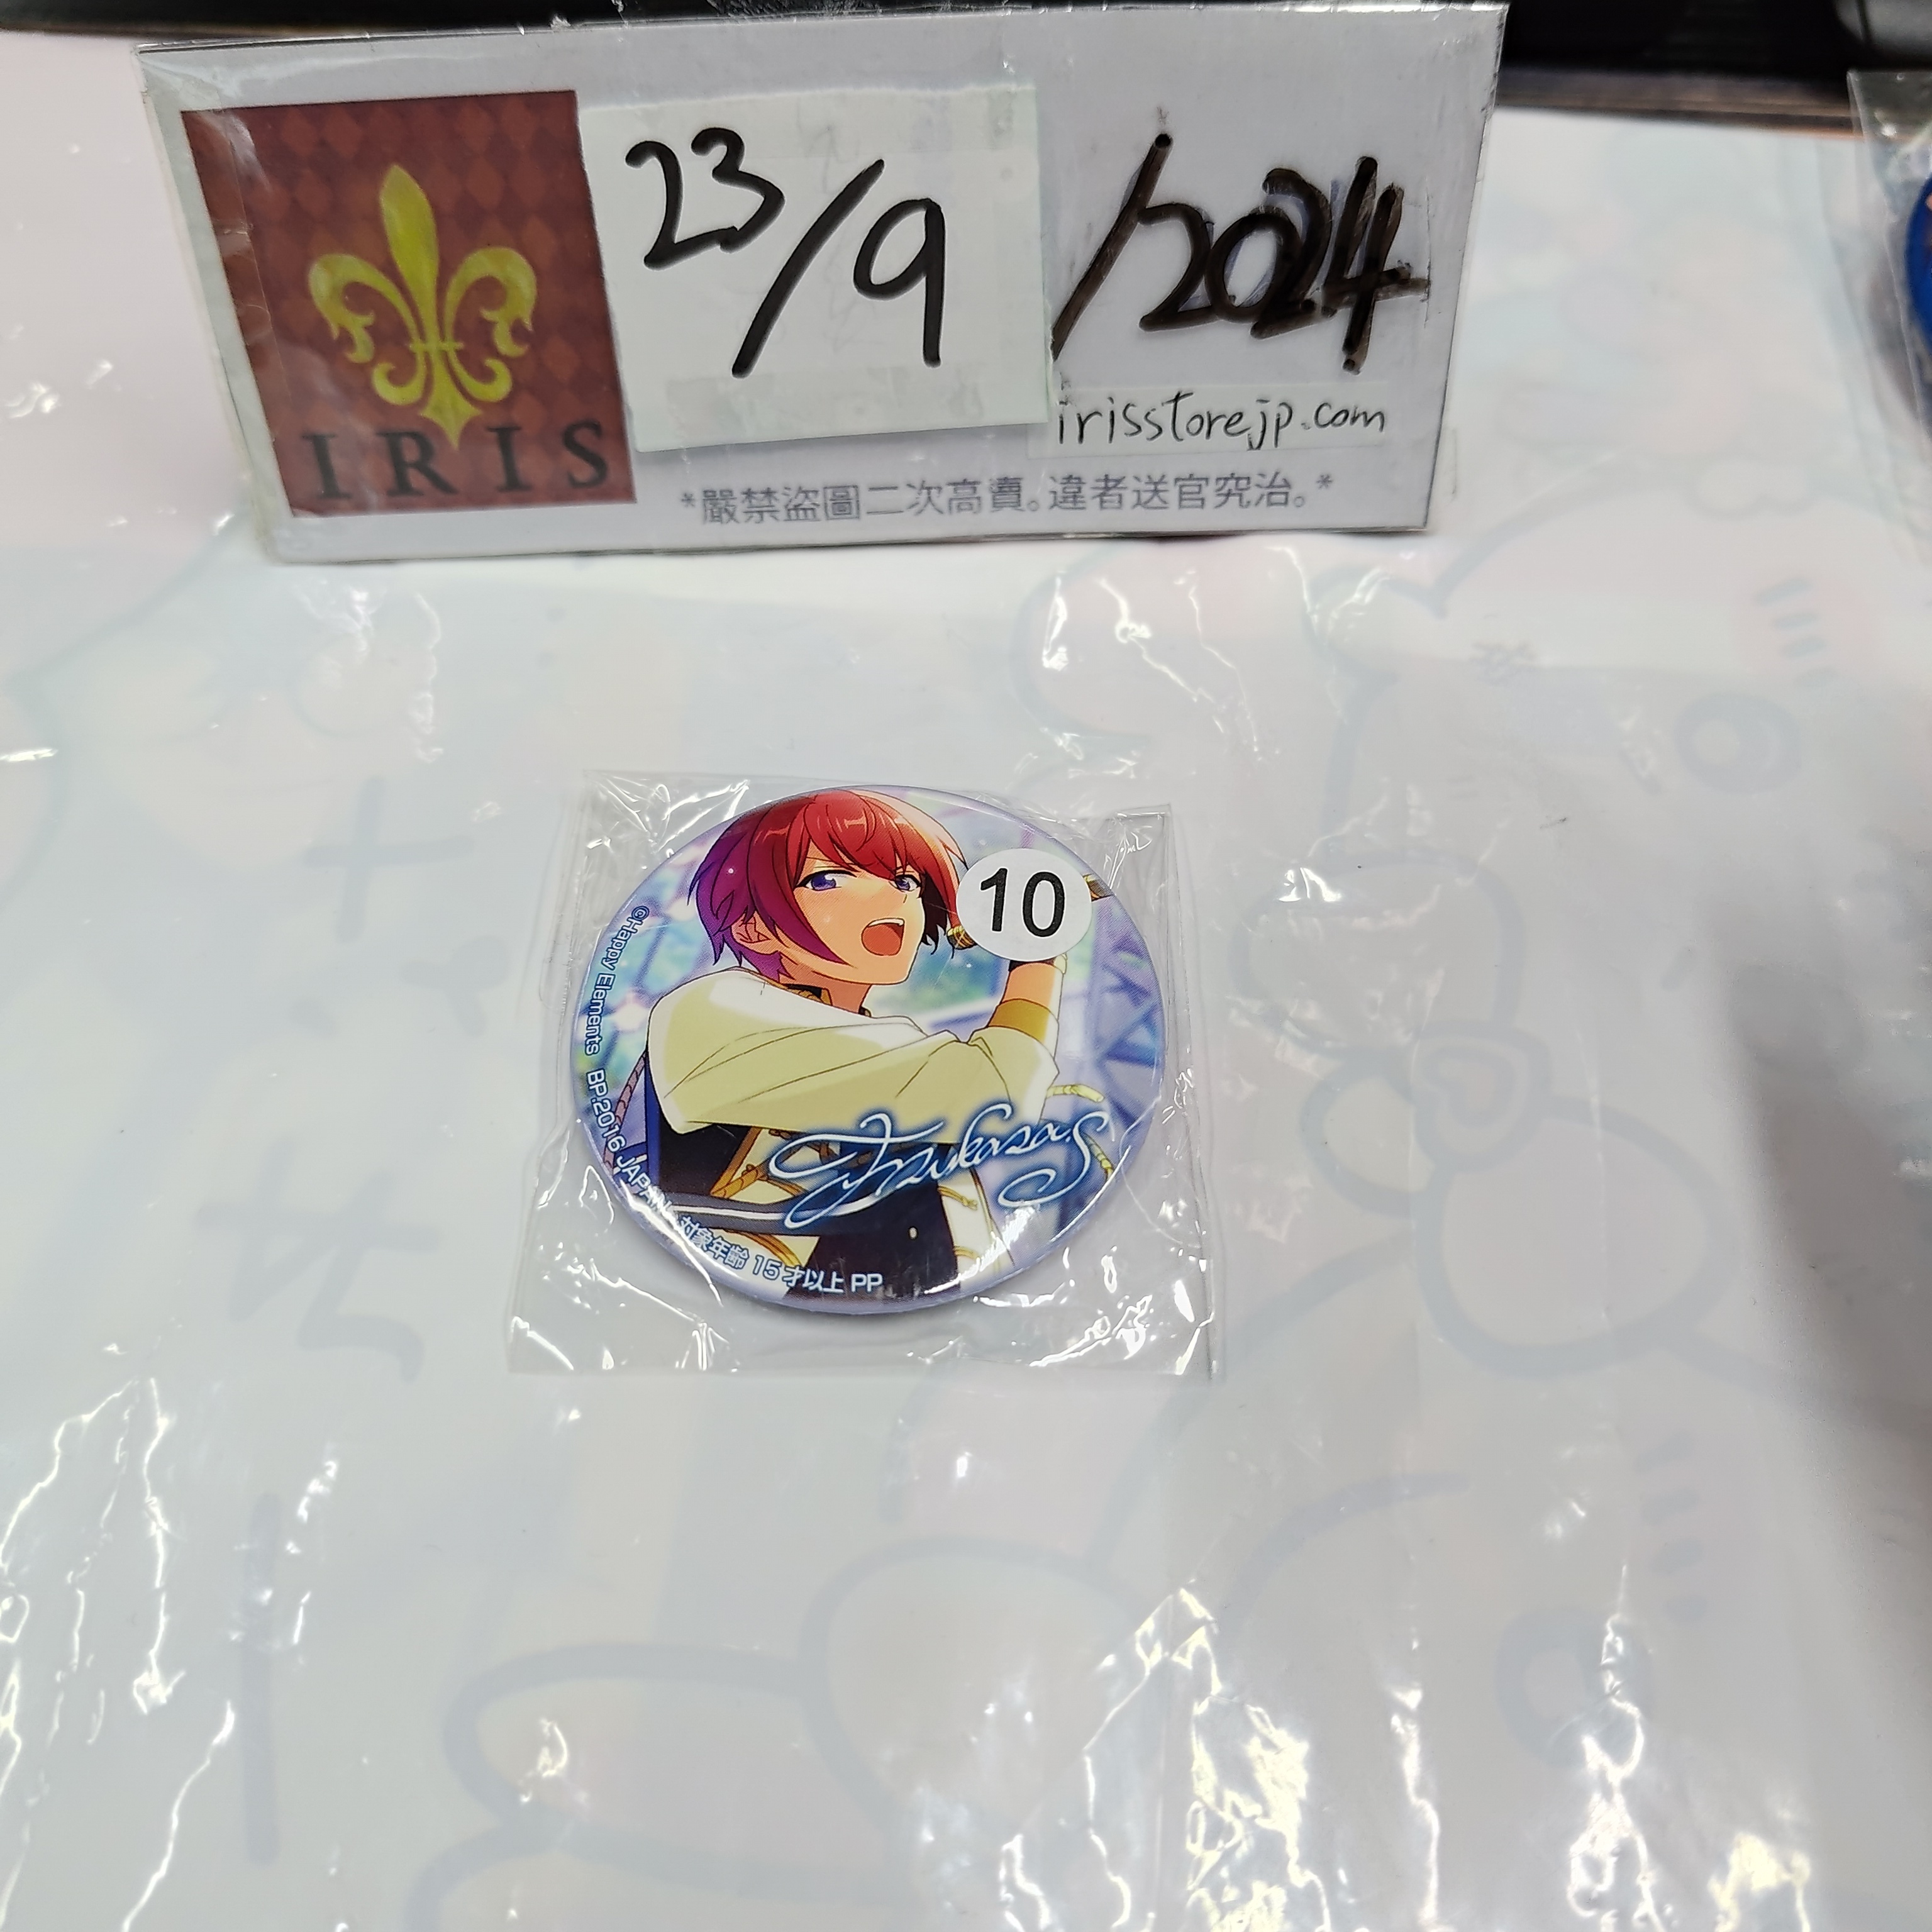 IRIS
23/9
/2024
irisstorejp.com
*嚴禁盜圖二次高賣。違者送官究治。*
10
©Happy Elements BP.2016 JAPAN 対象年齢 15才以上 PP
Tsukasa.S